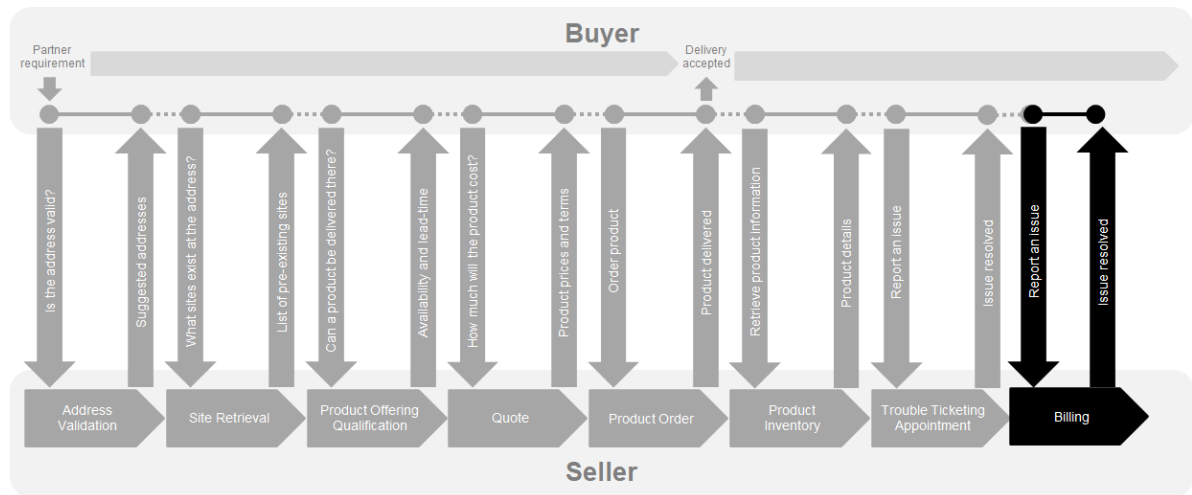 Buyer
Partner
requirement
Delivery
accepted
Is the address valid?
Suggested addresses
What sites exist at the address?
List of pre-existing sites
Can a product be delivered there?
Availability and lead-time
How much will the product cost?
Product prices and terms
Order product
Product delivered
Retrieve product information
Product details
Report an issue
Issue resolved
Report an issue
Issue resolved
Address
Validation
Site Retrieval
Product Offering
Qualification
Quote
Product Order
Product
Inventory
Trouble Ticketing
Appointment
Billing
Seller